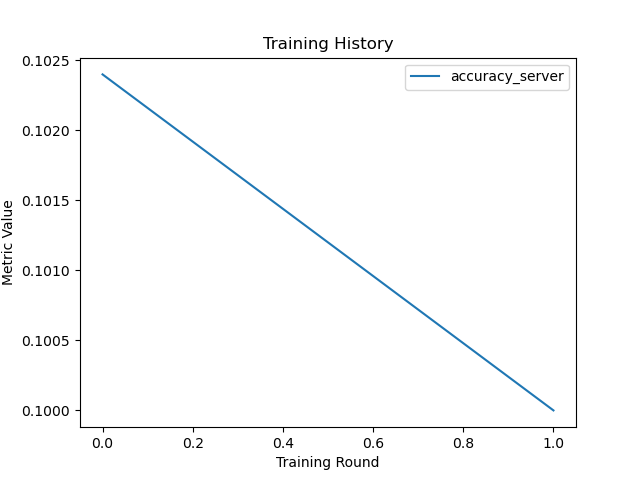 Training History
accuracy_server
Metric Value
0.1025
0.1020
0.1015
0.1010
0.1005
0.1000
0.0 0.2 0.4 0.6 0.8 1.0
Training Round